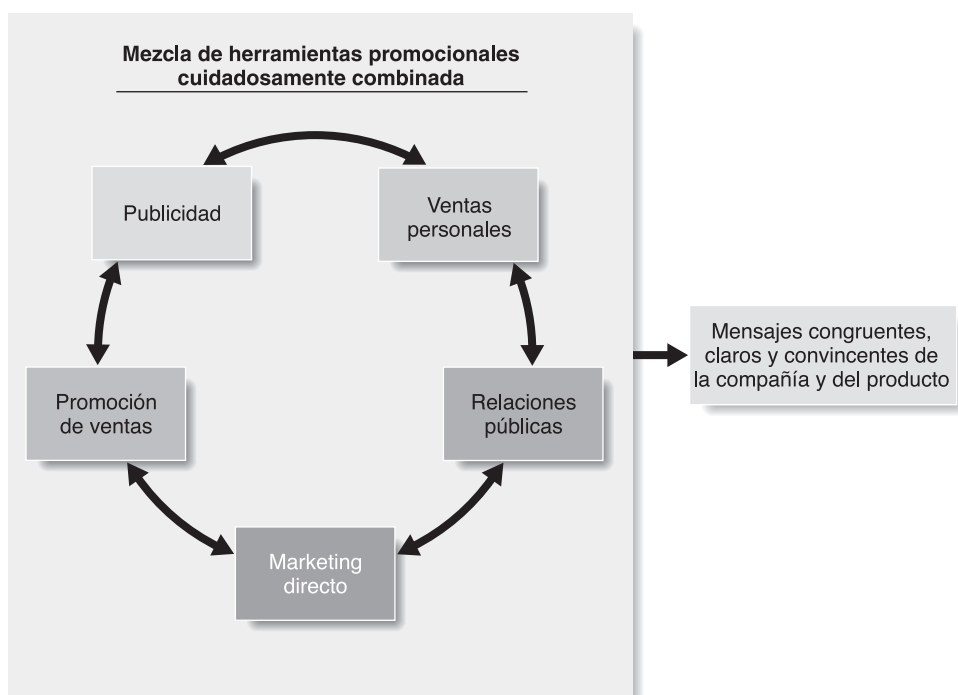 Mezcla de herramientas promocionales
cuidadosamente combinada
Publicidad
Ventas
personales
Promoción
de ventas
Relaciones
públicas
Marketing
directo
Mensajes congruentes,
claros y convincentes de
la compañía y del producto